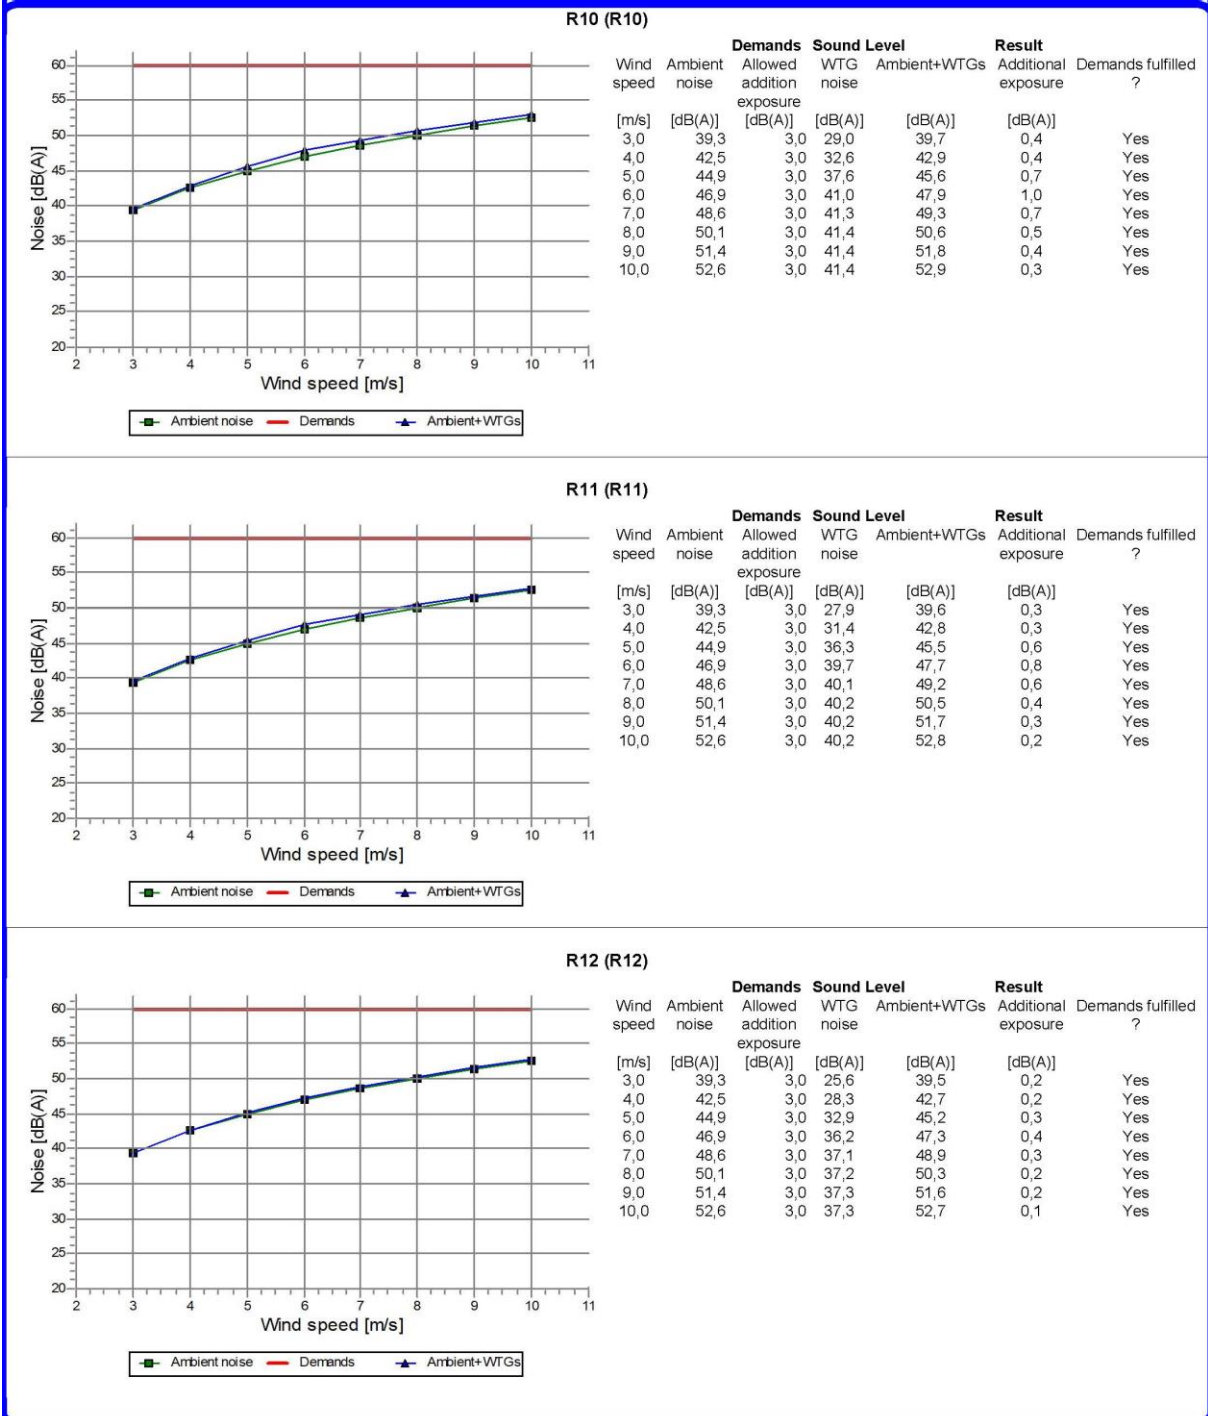 R10 (R10)
Noise [dB(A)]
60
55
50
45
40
35
30
25
20
2 3 4 5 6 7 8 9 10 11
Wind speed [m/s]
Ambient noise Demands Ambient+WTGs
Demands Sound Level Result
Wind Ambient Allowed WTG Ambient+WTGs Additional Demands fulfilled
speed noise addition noise exposure ?
exposure
[m/s] [dB(A)] [dB(A)] [dB(A)] [dB(A)] [dB(A)]
3,0 39,3 3,0 29,0 39,7 0,4 Yes
4,0 42,5 3,0 32,6 42,9 0,4 Yes
5,0 44,9 3,0 37,6 45,6 0,7 Yes
6,0 46,9 3,0 41,0 47,9 1,0 Yes
7,0 48,6 3,0 41,3 49,3 0,7 Yes
8,0 50,1 3,0 41,4 50,6 0,5 Yes
9,0 51,4 3,0 41,4 51,8 0,4 Yes
10,0 52,6 3,0 41,4 52,9 0,3 Yes
R11 (R11)
Noise [dB(A)]
60
55
50
45
40
35
30
25
20
2 3 4 5 6 7 8 9 10 11
Wind speed [m/s]
Ambient noise Demands Ambient+WTGs
Demands Sound Level Result
Wind Ambient Allowed WTG Ambient+WTGs Additional Demands fulfilled
speed noise addition noise exposure ?
exposure
[m/s] [dB(A)] [dB(A)] [dB(A)] [dB(A)] [dB(A)]
3,0 39,3 3,0 27,9 39,6 0,3 Yes
4,0 42,5 3,0 31,4 42,8 0,3 Yes
5,0 44,9 3,0 36,3 45,5 0,6 Yes
6,0 46,9 3,0 39,7 47,7 0,8 Yes
7,0 48,6 3,0 40,1 49,2 0,6 Yes
8,0 50,1 3,0 40,2 50,5 0,4 Yes
9,0 51,4 3,0 40,2 51,7 0,3 Yes
10,0 52,6 3,0 40,2 52,8 0,2 Yes
R12 (R12)
Noise [dB(A)]
60
55
50
45
40
35
30
25
20
2 3 4 5 6 7 8 9 10 11
Wind speed [m/s]
Ambient noise Demands Ambient+WTGs
Demands Sound Level Result
Wind Ambient Allowed WTG Ambient+WTGs Additional Demands fulfilled
speed noise addition noise exposure ?
exposure
[m/s] [dB(A)] [dB(A)] [dB(A)] [dB(A)] [dB(A)]
3,0 39,3 3,0 25,6 39,5 0,2 Yes
4,0 42,5 3,0 28,3 42,7 0,2 Yes
5,0 44,9 3,0 32,9 45,2 0,3 Yes
6,0 46,9 3,0 36,2 47,3 0,4 Yes
7,0 48,6 3,0 37,1 48,9 0,3 Yes
8,0 50,1 3,0 37,2 50,3 0,2 Yes
9,0 51,4 3,0 37,3 51,6 0,2 Yes
10,0 52,6 3,0 37,3 52,7 0,1 Yes